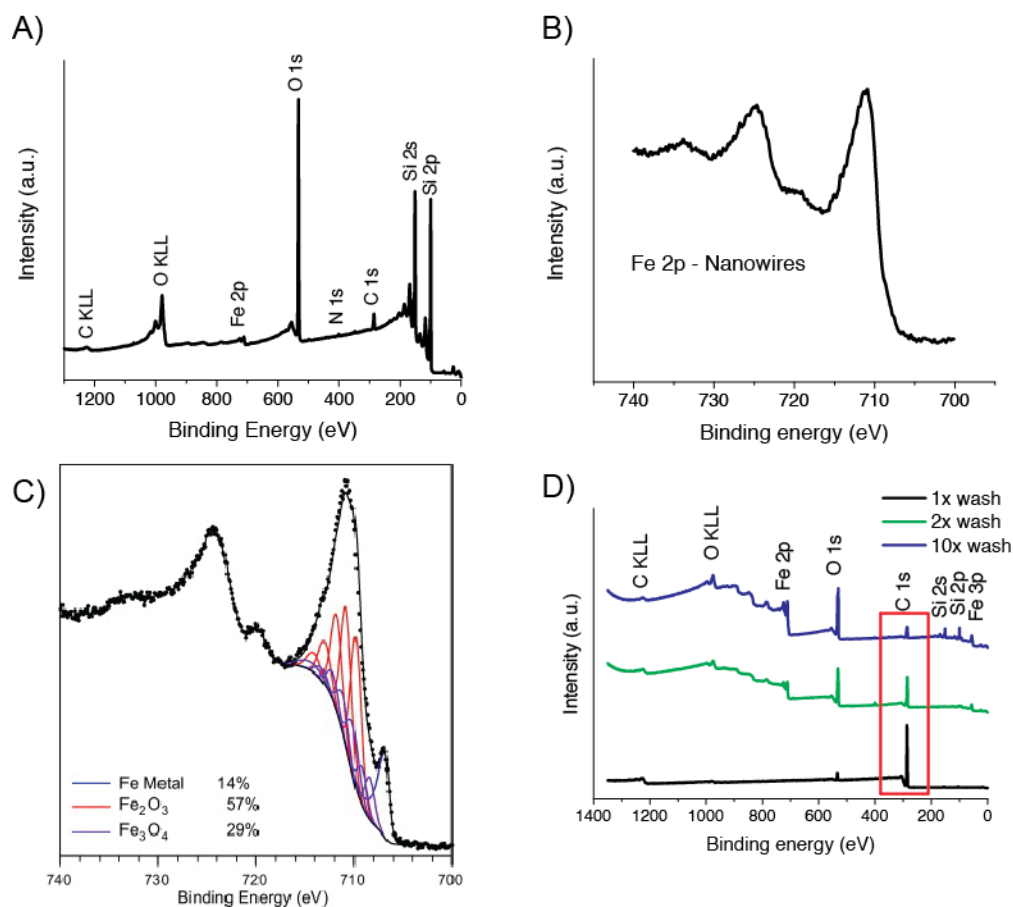 A)
Intensity (a.u.)
C KLL
O KLL
Fe 2p
O 1s
N 1s
C 1s
Si 2s
Si 2p
1200 1000 800 600 400 200 0
Binding Energy (eV)
B)
Intensity (a.u.)
Fe 2p - Nanowires
740 730 720 710 700
Binding energy (eV)
C)
Fe Metal 14%
Fe2O3 57%
Fe3O4 29%
740 730 720 710 700
Binding Energy (eV)
D)
1x wash
2x wash
10x wash
Intensity (a.u.)
C KLL
O KLL
Fe 2p
O 1s
C 1s
Si 2s
Si 2p
Fe 3p
1400 1200 1000 800 600 400 200 0
Binding energy (eV)